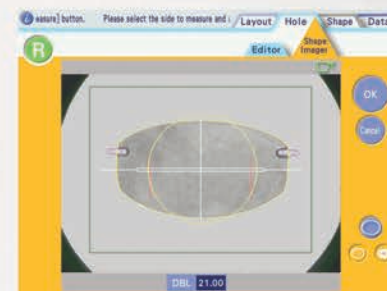 easure] button. Please select the side to measure and
Layout Hole Shape Data
Editor Shape Imager
R
OK
Cancel
DBL 21.00